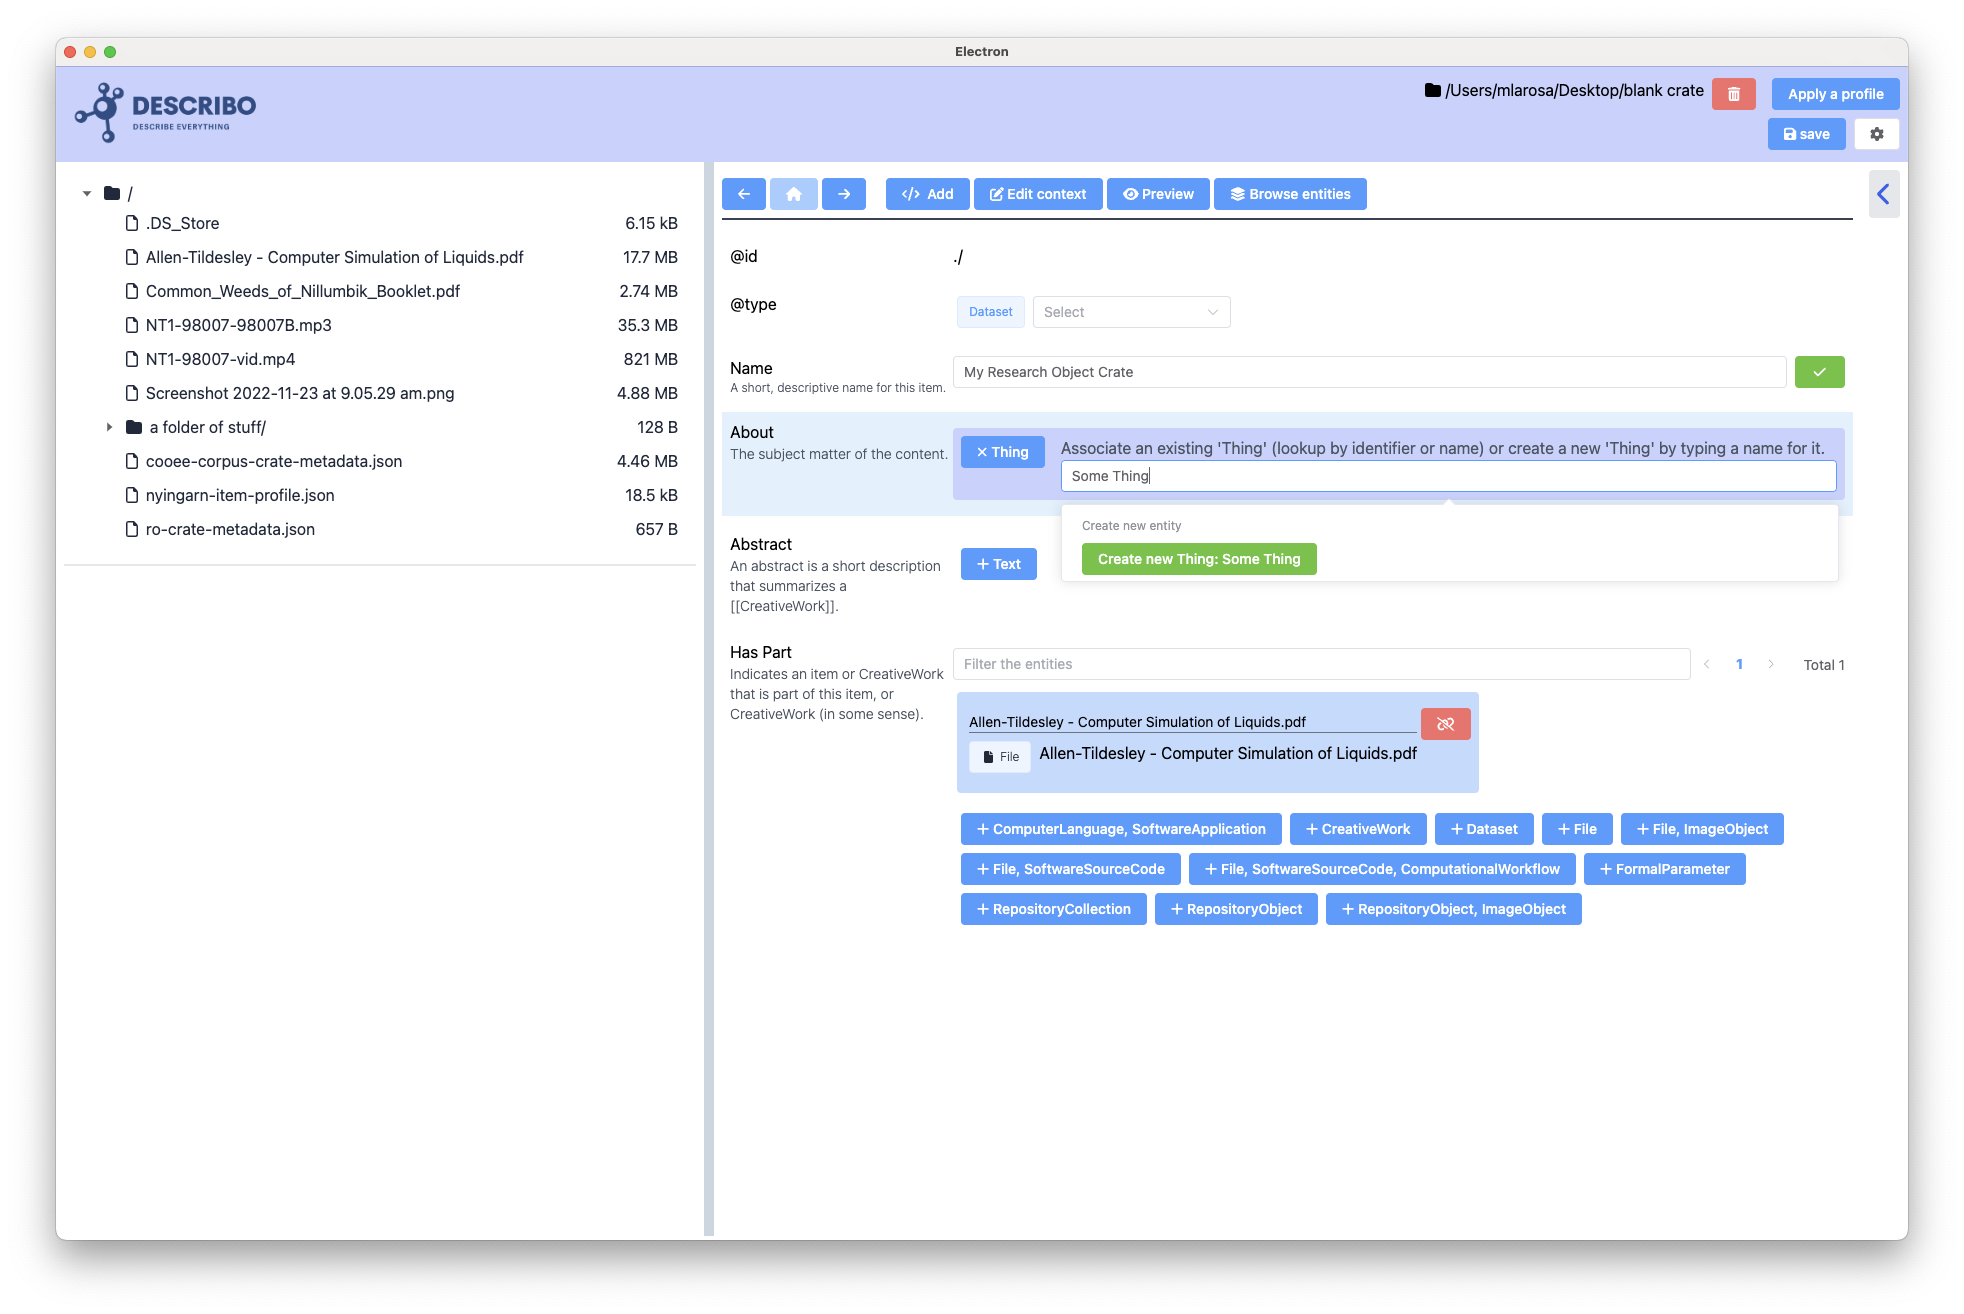 Electron
DESCRIBO
DESCRIBE EVERYTHING
/Users/mlarosa/Desktop/blank crate
Apply a profile
save
/
.DS_Store 6.15 kB
Allen-Tildesley - Computer Simulation of Liquids.pdf 17.7 MB
Common_Weeds_of_Nillumbik_Booklet.pdf 2.74 MB
NT1-98007-98007B.mp3 35.3 MB
NT1-98007-vid.mp4 821 MB
Screenshot 2022-11-23 at 9.05.29 am.png 4.88 MB
a folder of stuff/ 128 B
cooee-corpus-crate-metadata.json 4.46 MB
nyingarn-item-profile.json 18.5 kB
ro-crate-metadata.json 657 B
Add Edit context Preview Browse entities
@id ./
@type Dataset Select
Name
A short, descriptive name for this item.
My Research Object Crate
About
The subject matter of the content.
Thing
Associate an existing 'Thing' (lookup by identifier or name) or create a new 'Thing' by typing a name for it.
Some Thing
Create new entity
Create new Thing: Some Thing
Abstract
An abstract is a short description
that summarizes a
[[CreativeWork]].
+ Text
Has Part
Indicates an item or CreativeWork
that is part of this item, or
CreativeWork (in some sense).
Filter the entities
1
Total 1
Allen-Tildesley - Computer Simulation of Liquids.pdf
File Allen-Tildesley - Computer Simulation of Liquids.pdf
+ ComputerLanguage, SoftwareApplication + CreativeWork + Dataset + File + File, ImageObject
+ File, SoftwareSourceCode + File, SoftwareSourceCode, ComputationalWorkflow + FormalParameter
+ RepositoryCollection + RepositoryObject + RepositoryObject, ImageObject